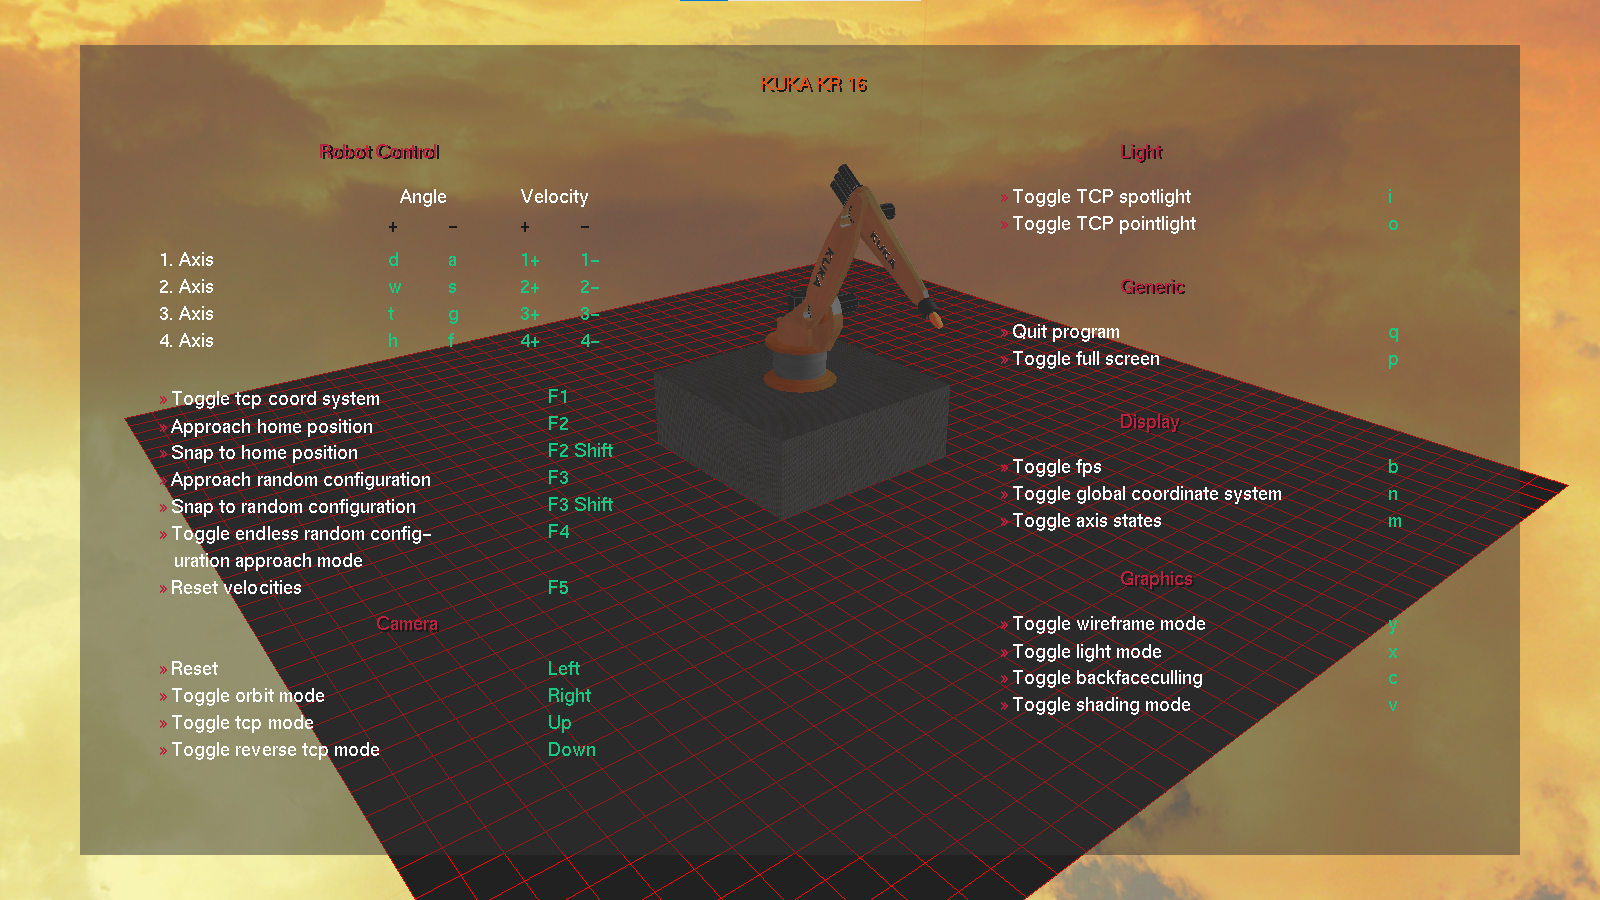 KUKA KR 16
Robot Control
Angle Velocity
+ − + −
1. Axis d a 1+ 1−
2. Axis w s 2+ 2−
3. Axis t g 3+ 3−
4. Axis h f 4+ 4−
» Toggle tcp coord system F1
» Approach home position F2
» Snap to home position F2 Shift
» Approach random configuration F3
» Snap to random configuration F3 Shift
» Toggle endless random config− F4
uration approach mode
» Reset velocities F5
Camera
» Reset Left
» Toggle orbit mode Right
» Toggle tcp mode Up
» Toggle reverse tcp mode Down
Light
» Toggle TCP spotlight i
» Toggle TCP pointlight o
Generic
» Quit program q
» Toggle full screen p
Display
» Toggle fps b
» Toggle global coordinate system n
» Toggle axis states m
Graphics
» Toggle wireframe mode y
» Toggle light mode x
» Toggle backfaceculling c
» Toggle shading mode v
KUKA
KUKA